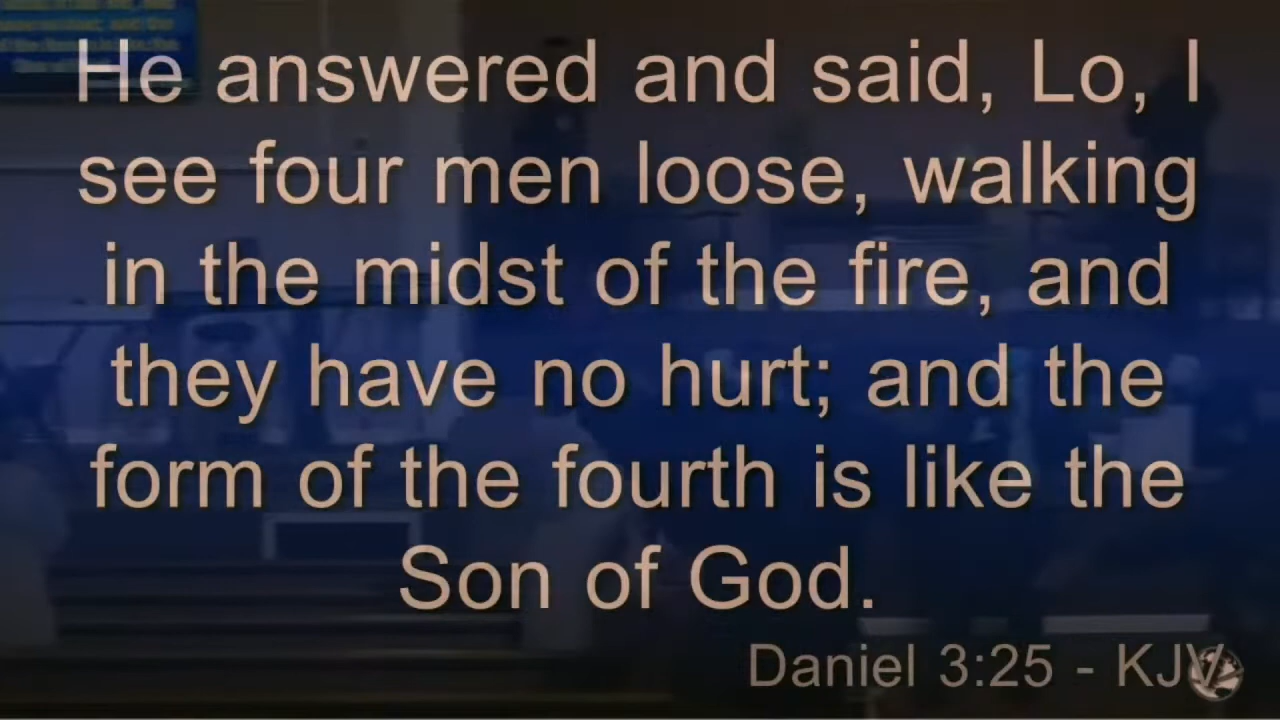 He answered and said, Lo, I
see four men loose, walking
in the midst of the fire, and
they have no hurt; and the
form of the fourth is like the
Son of God.
Daniel 3:25 - KJV